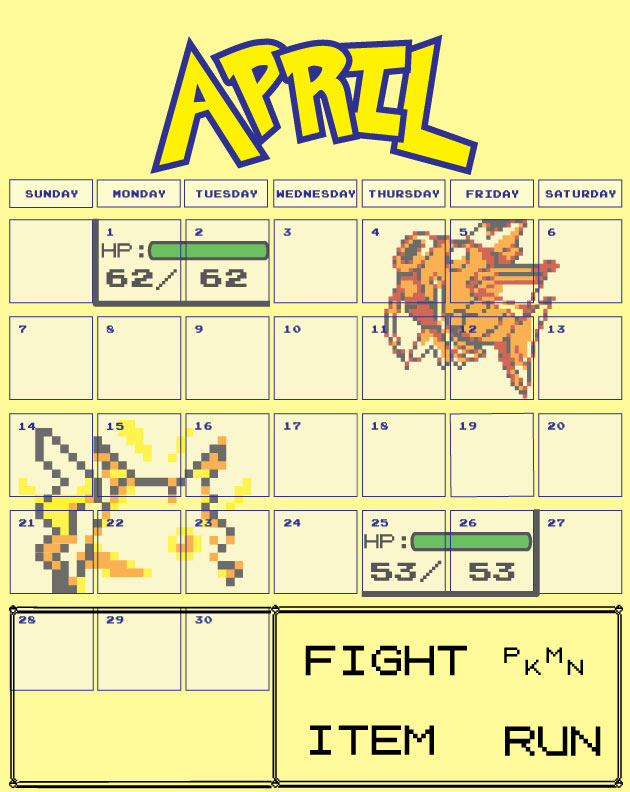 APRIL
SUNDAY MONDAY TUESDAY WEDNESDAY THURSDAY FRIDAY SATURDAY
1 2 3 4 5 6
HP:
62/ 62
7 8 9 10 11 12 13
14 15 16 17 18 19 20
21 22 23 24 25 26 27
HP:
53/ 53
28 29 30
FIGHT PKMN
ITEM RUN